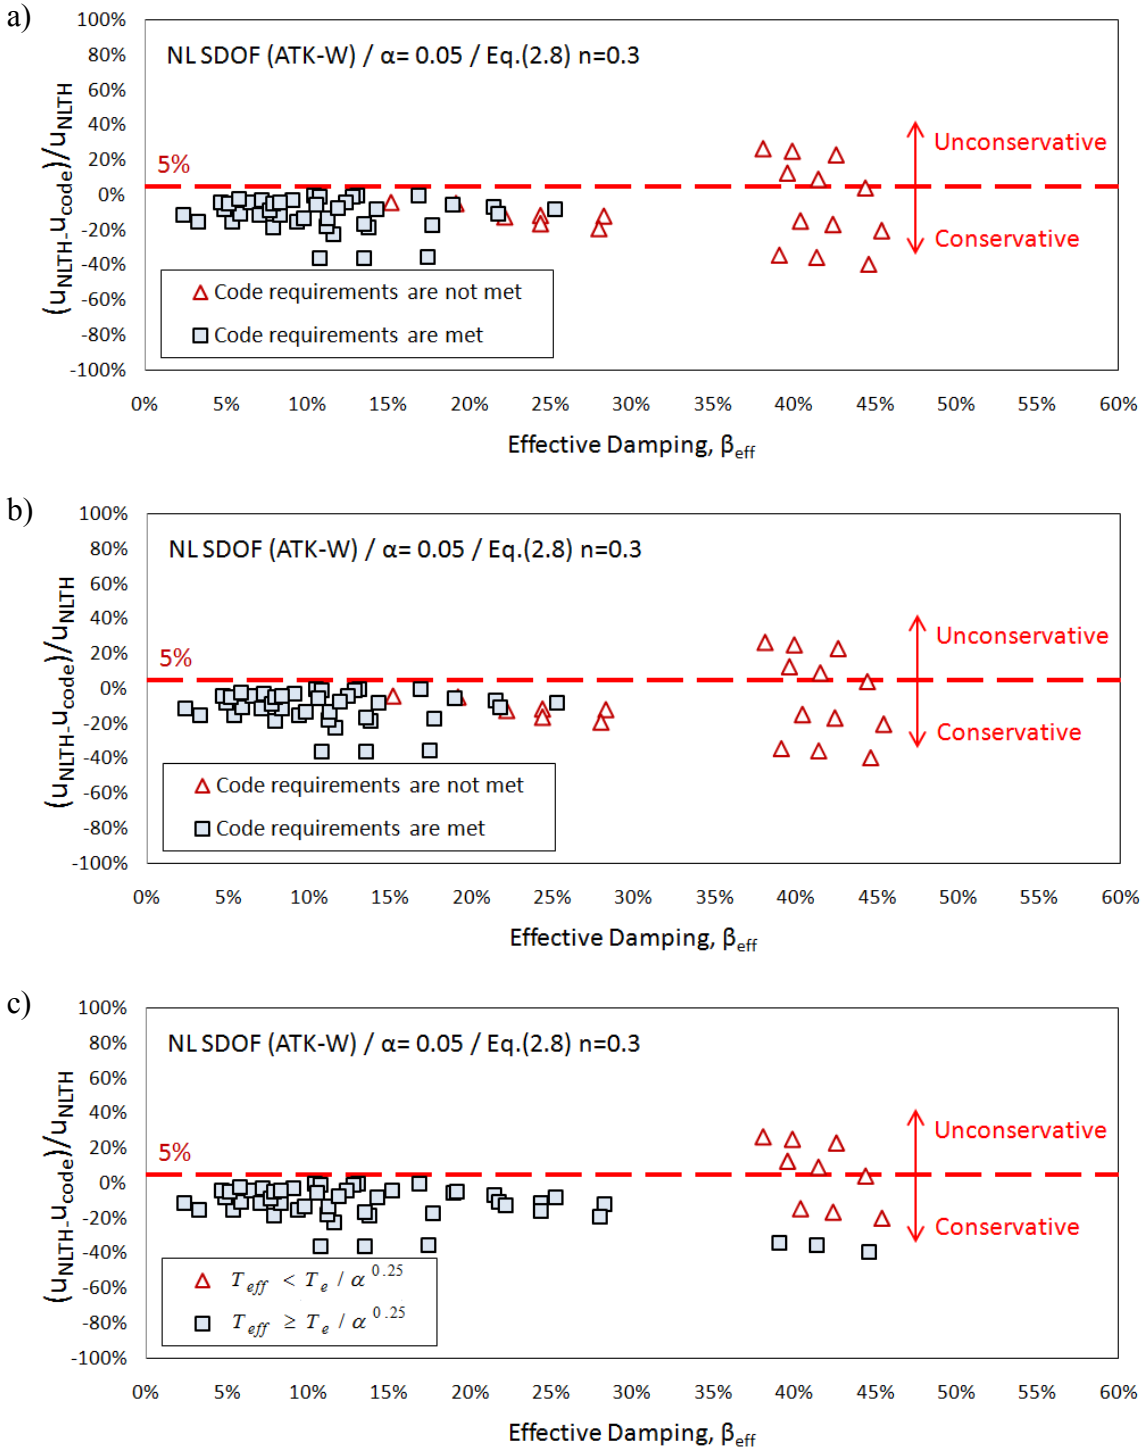 a)
100%
80%
60%
40%
20%
0%
-20%
-40%
-60%
-80%
-100%
(uNLTH-ucode)/uNLTH
NL SDOF (ATK-W) / α= 0.05 / Eq.(2.8) n=0.3
5%
Unconservative
Conservative
Code requirements are not met
Code requirements are met
0% 5% 10% 15% 20% 25% 30% 35% 40% 45% 50% 55% 60%
Effective Damping, βeff
b)
100%
80%
60%
40%
20%
0%
-20%
-40%
-60%
-80%
-100%
(uNLTH-ucode)/uNLTH
NL SDOF (ATK-W) / α= 0.05 / Eq.(2.8) n=0.3
5%
Unconservative
Conservative
Code requirements are not met
Code requirements are met
0% 5% 10% 15% 20% 25% 30% 35% 40% 45% 50% 55% 60%
Effective Damping, βeff
c)
100%
80%
60%
40%
20%
0%
-20%
-40%
-60%
-80%
-100%
(uNLTH-ucode)/uNLTH
NL SDOF (ATK-W) / α= 0.05 / Eq.(2.8) n=0.3
5%
Unconservative
Conservative
T eff < T e / α 0.25
T eff ≥ T e / α 0.25
0% 5% 10% 15% 20% 25% 30% 35% 40% 45% 50% 55% 60%
Effective Damping, βeff